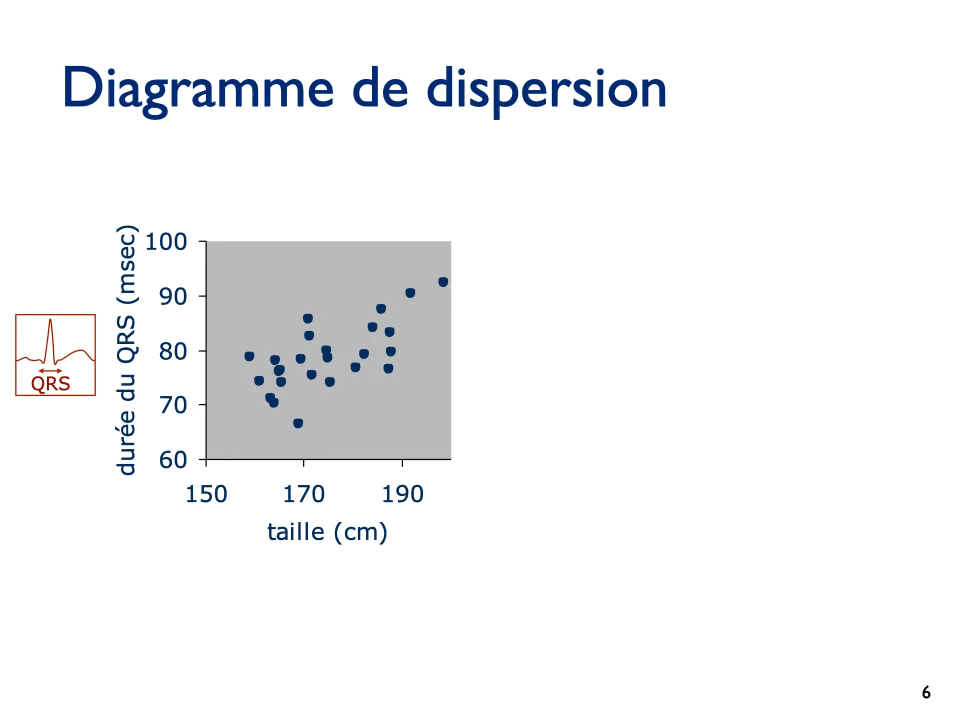 Diagramme de dispersion
durée du QRS (msec)
100
90
80
70
60
QRS
150 170 190
taille (cm)
6